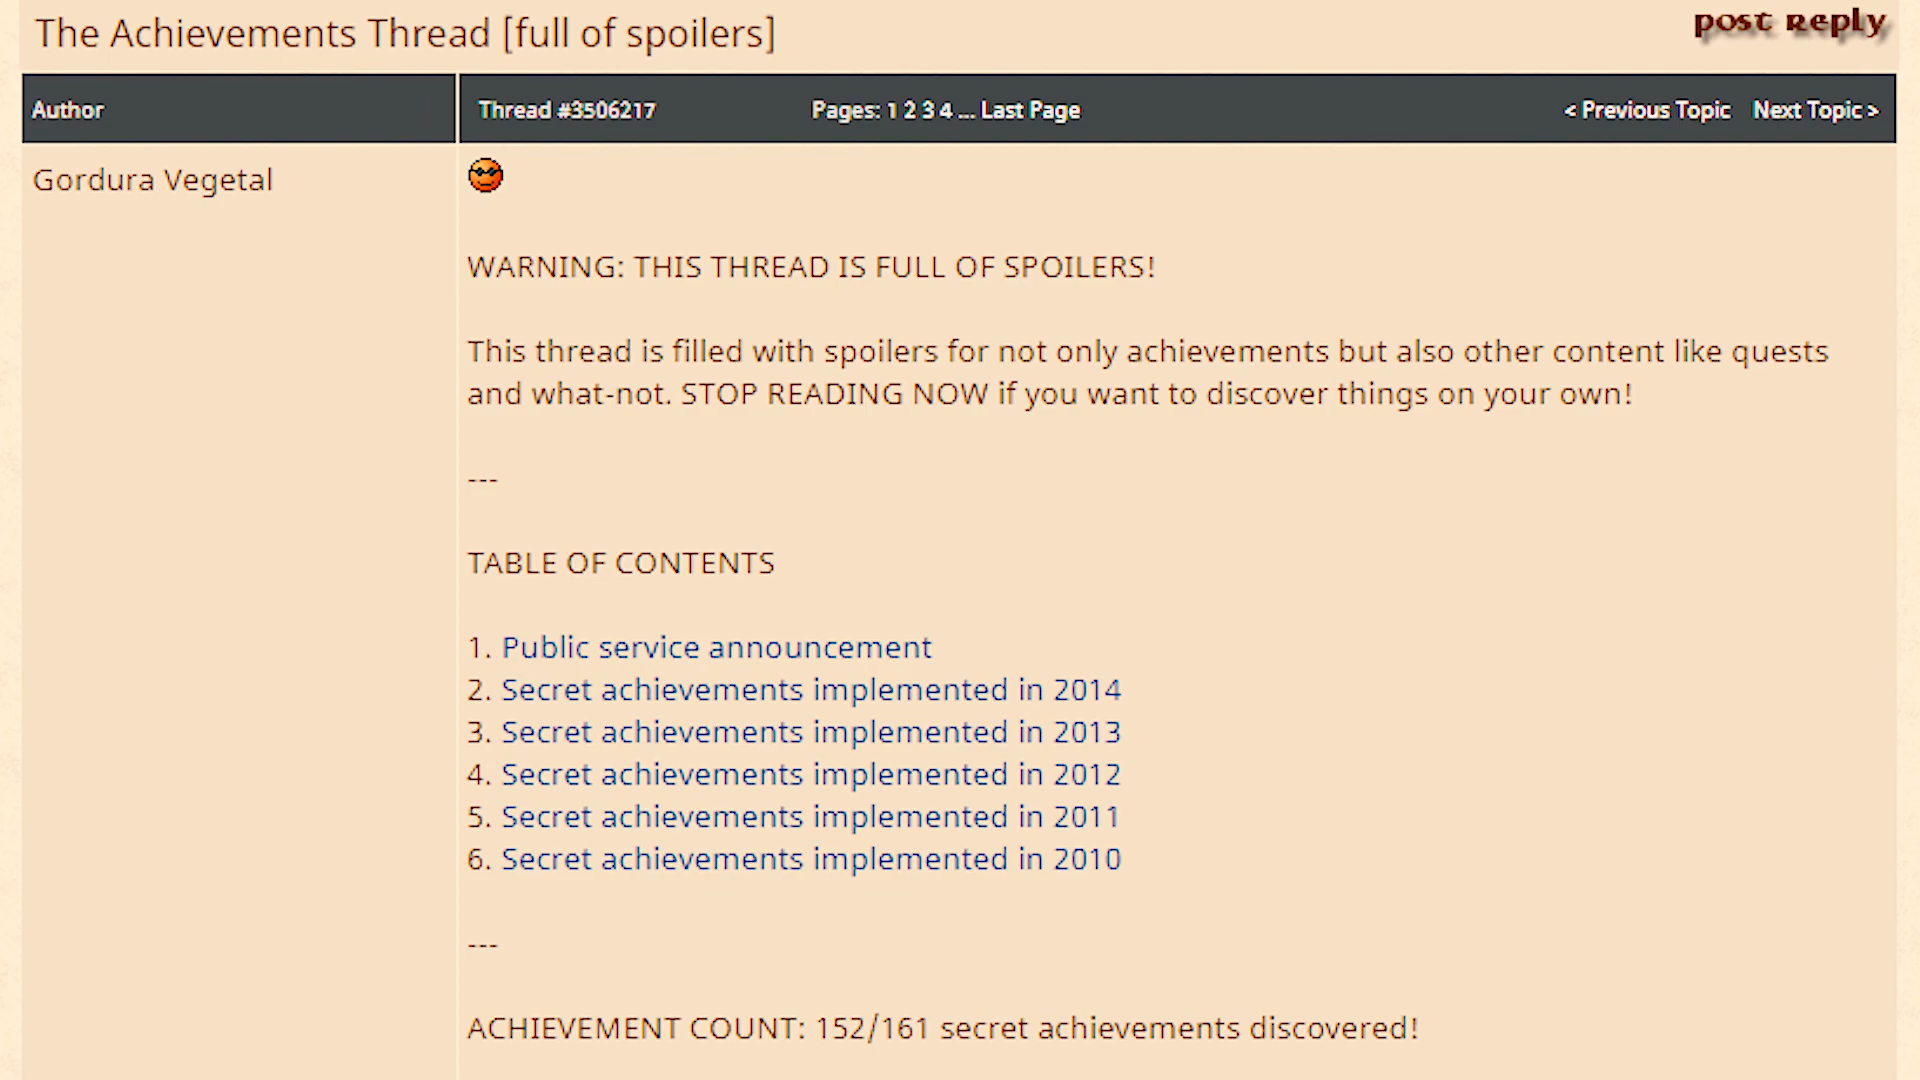 The Achievements Thread [full of spoilers]
post reply
Author
Thread #3506217
Pages: 1 2 3 4 ... Last Page
< Previous Topic
Next Topic >
Gordura Vegetal
WARNING: THIS THREAD IS FULL OF SPOILERS!
This thread is filled with spoilers for not only achievements but also other content like quests
and what-not. STOP READING NOW if you want to discover things on your own!
---
TABLE OF CONTENTS
1. Public service announcement
2. Secret achievements implemented in 2014
3. Secret achievements implemented in 2013
4. Secret achievements implemented in 2012
5. Secret achievements implemented in 2011
6. Secret achievements implemented in 2010
---
ACHIEVEMENT COUNT: 152/161 secret achievements discovered!